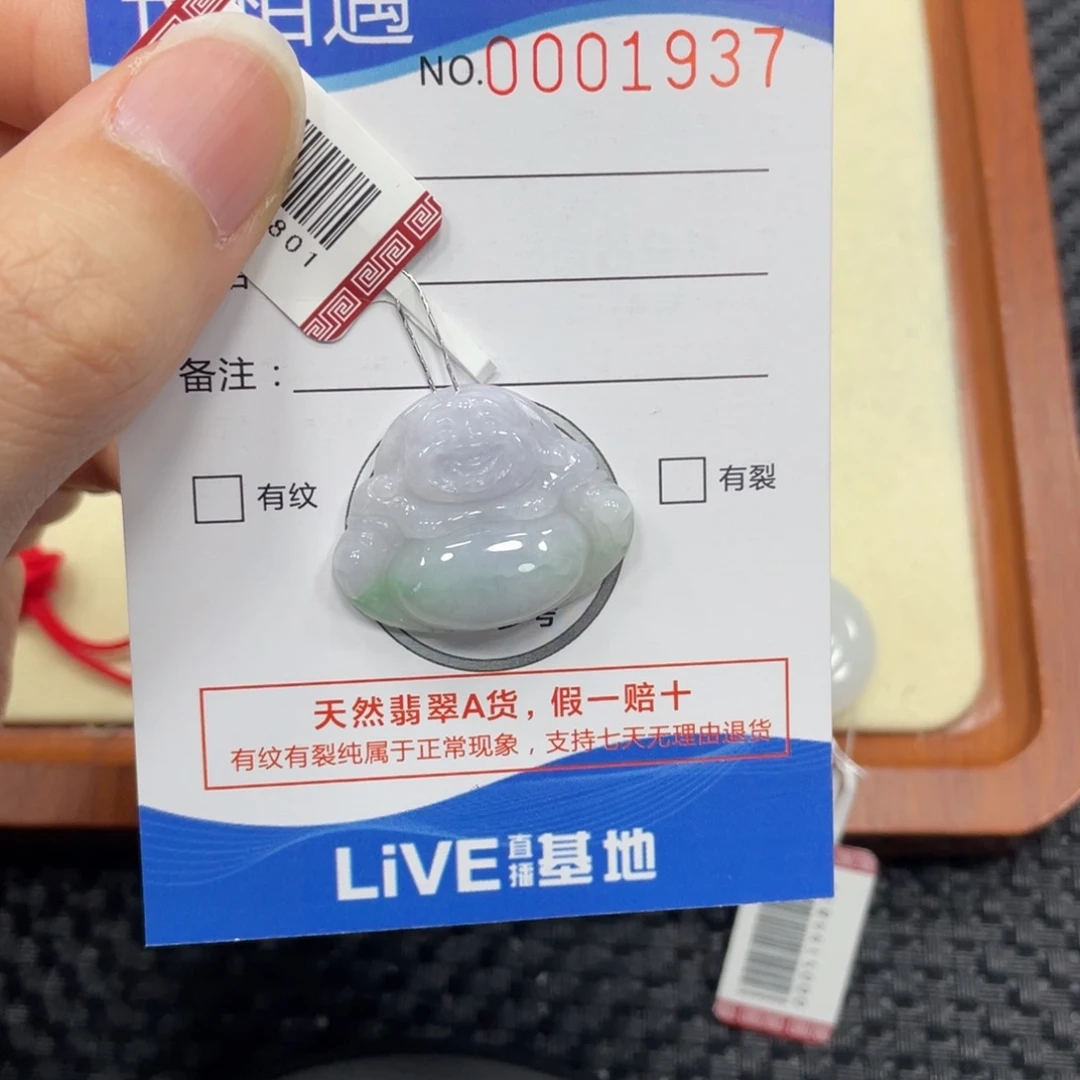 相遇
NO.0001937
801
备注：
有纹
有裂
天然翡翠A货，假一赔十
有纹有裂纯属于正常现象，支持七天无理由退货
LiVE直播基地